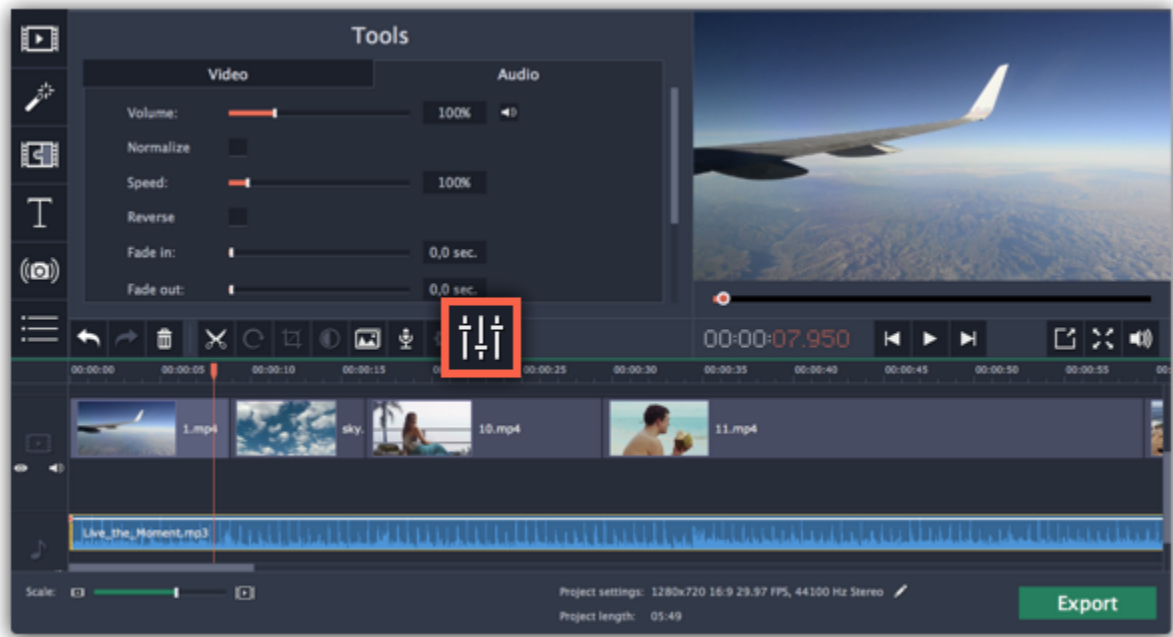 Tools
Video Audio
Volume: 100%
Normalize
Speed: 100%
Reverse
Fade in: 0,0 sec.
Fade out: 0,0 sec.
00:00:07.950
00:00:00 00:00:05 00:00:10 00:00:15 00:00:25 00:00:30 00:00:35 00:00:40 00:00:45 00:00:50 00:00:55
1.mp4 sky. 10.mp4 11.mp4
Live_the_Moment.mp3
Scale:
Project settings: 1280x720 16:9 29.97 FPS, 44100 Hz Stereo
Project length: 05:49
Export